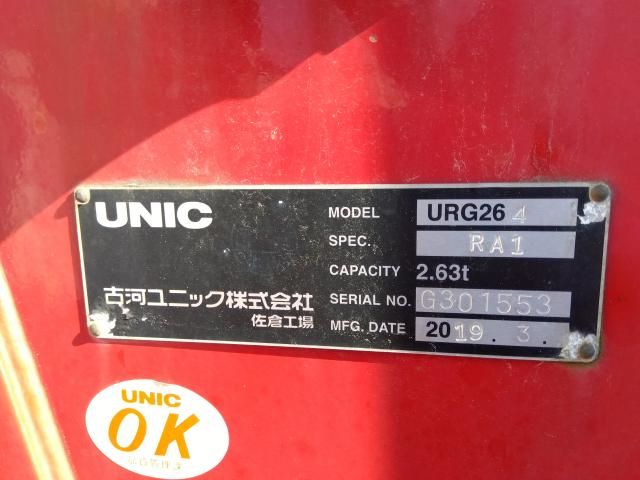 UNIC
MODEL URG264
SPEC. RA1
CAPACITY 2.63t
古河ユニック株式会社
SERIAL NO. G301553
佐倉工場
MFG. DATE 2019.3.
UNIC
OK